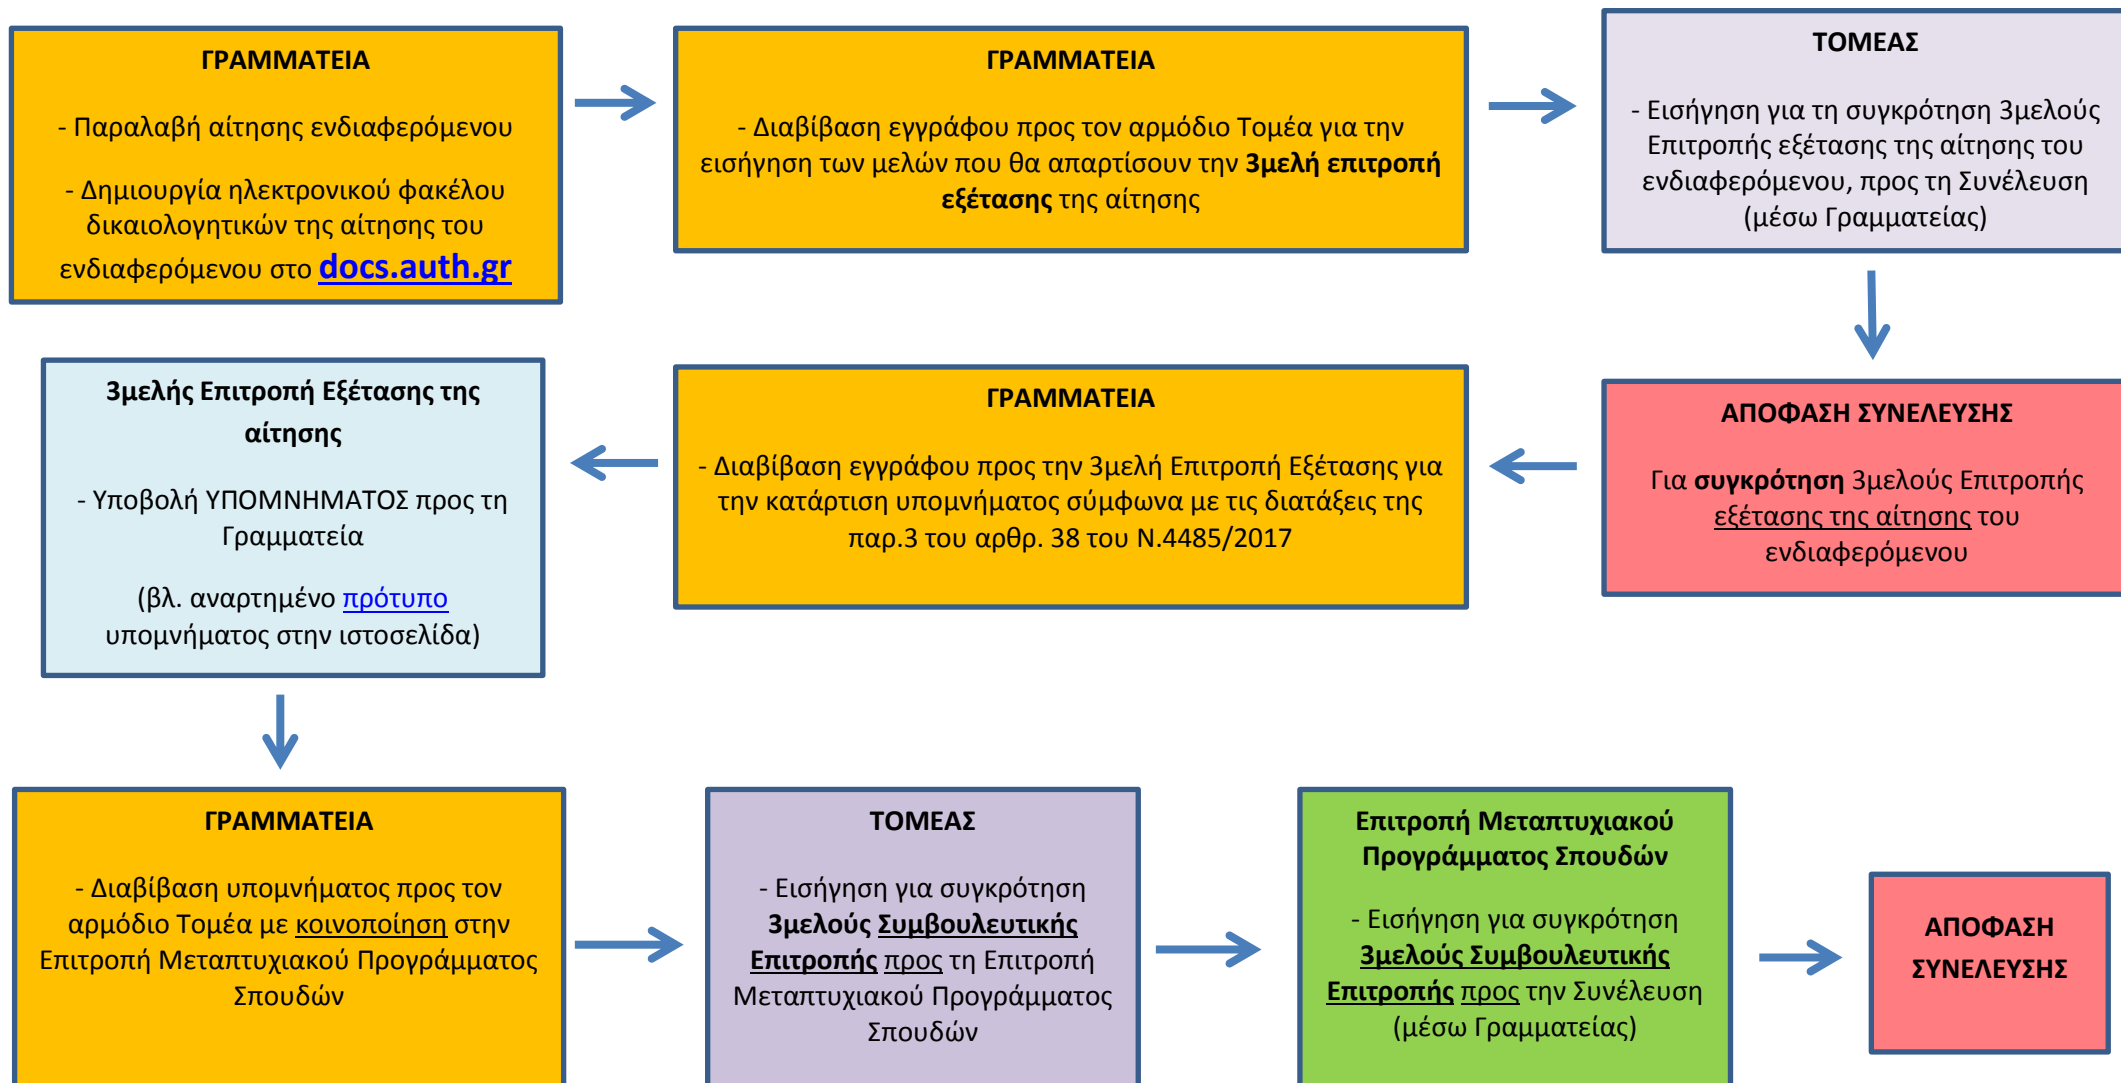 ΓΡΑΜΜΑΤΕΙΑ
- Παραλαβή αίτησης ενδιαφερόμενου
- Δημιουργία ηλεκτρονικού φακέλου
δικαιολογητικών της αίτησης του
ενδιαφερόμενου στο docs.auth.gr
ΓΡΑΜΜΑΤΕΙΑ
- Διαβίβαση εγγράφου προς τον αρμόδιο Τομέα για την
εισήγηση των μελών που θα απαρτίσουν την 3μελή επιτροπή
εξέτασης της αίτησης
ΤΟΜΕΑΣ
- Εισήγηση για τη συγκρότηση 3μελούς
Επιτροπής εξέτασης της αίτησης του
ενδιαφερόμενου, προς τη Συνέλευση
(μέσω Γραμματείας)
ΑΠΟΦΑΣΗ ΣΥΝΕΛΕΥΣΗΣ
Για συγκρότηση 3μελούς Επιτροπής
εξέτασης της αίτησης του
ενδιαφερόμενου
ΓΡΑΜΜΑΤΕΙΑ
- Διαβίβαση εγγράφου προς την 3μελή Επιτροπή Εξέτασης για
την κατάρτιση υπομνήματος σύμφωνα με τις διατάξεις της
παρ.3 του αρθρ. 38 του Ν.4485/2017
3μελής Επιτροπή Εξέτασης της
αίτησης
- Υποβολή ΥΠΟΜΝΗΜΑΤΟΣ προς τη
Γραμματεία
(βλ. αναρτημένο πρότυπο
υπομνήματος στην ιστοσελίδα)
ΓΡΑΜΜΑΤΕΙΑ
- Διαβίβαση υπομνήματος προς τον
αρμόδιο Τομέα με κοινοποίηση στην
Επιτροπή Μεταπτυχιακού Προγράμματος
Σπουδών
ΤΟΜΕΑΣ
- Εισήγηση για συγκρότηση
3μελούς Συμβουλευτικής
Επιτροπής προς τη Επιτροπή
Μεταπτυχιακού Προγράμματος
Σπουδών
Επιτροπή Μεταπτυχιακού
Προγράμματος Σπουδών
- Εισήγηση για συγκρότηση
3μελούς Συμβουλευτικής
Επιτροπής προς την Συνέλευση
(μέσω Γραμματείας)
ΑΠΟΦΑΣΗ
ΣΥΝΕΛΕΥΣΗΣ